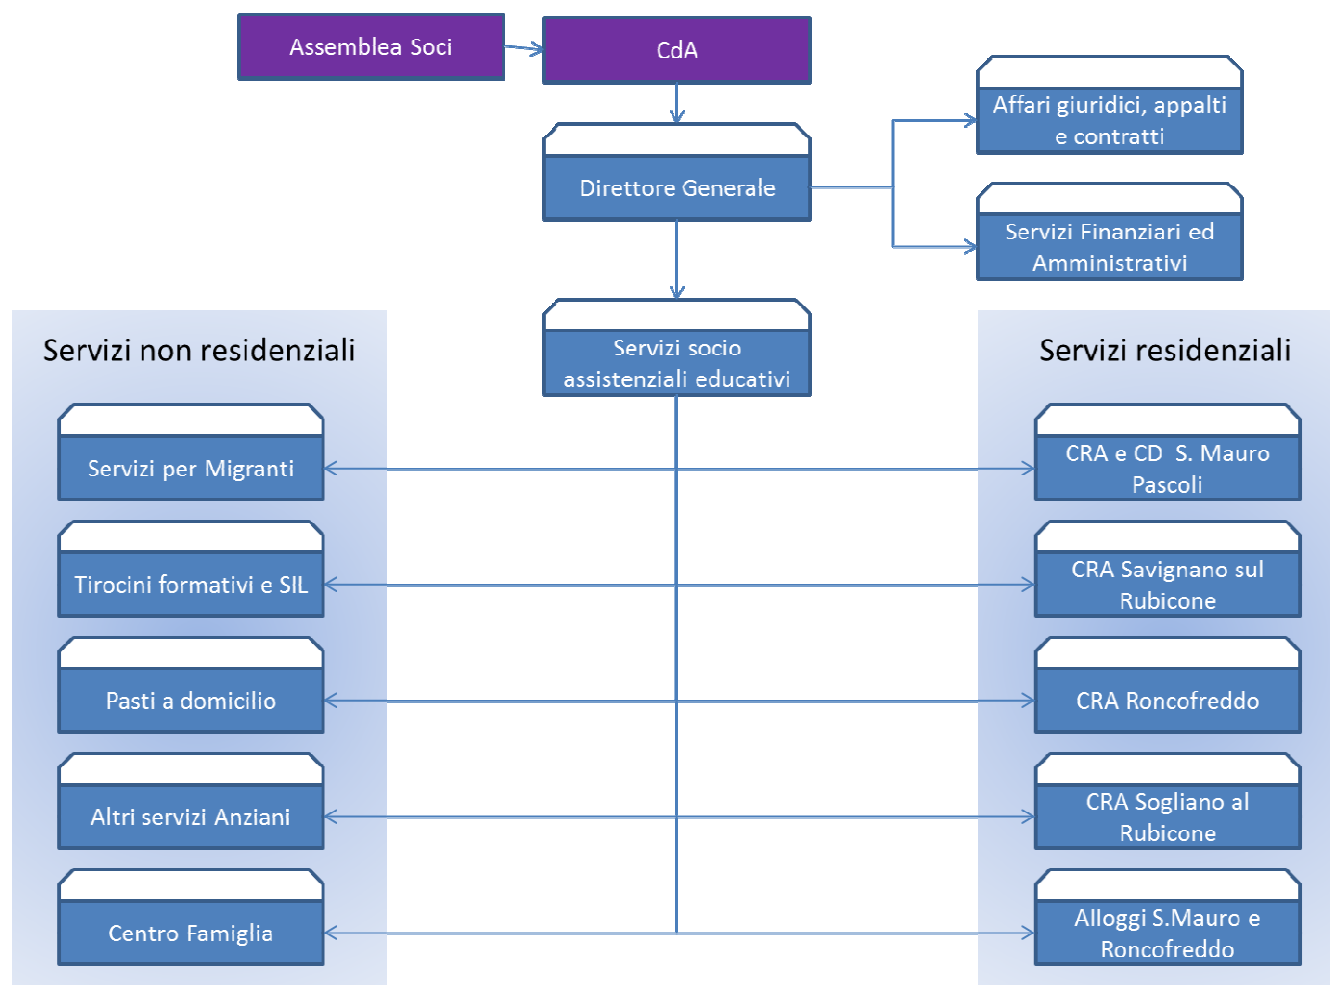 Assemblea Soci
CdA
Affari giuridici, appalti
e contratti
Direttore Generale
Servizi Finanziari ed
Amministrativi
Servizi socio
assistenziali educativi
Servizi non residenziali
Servizi per Migranti
Tirocini formativi e SIL
Pasti a domicilio
Altri servizi Anziani
Centro Famiglia
Servizi residenziali
CRA e CD  S. Mauro
Pascoli
CRA Savignano sul
Rubicone
CRA Roncofreddo
CRA Sogliano al
Rubicone
Alloggi S.Mauro e
Roncofreddo